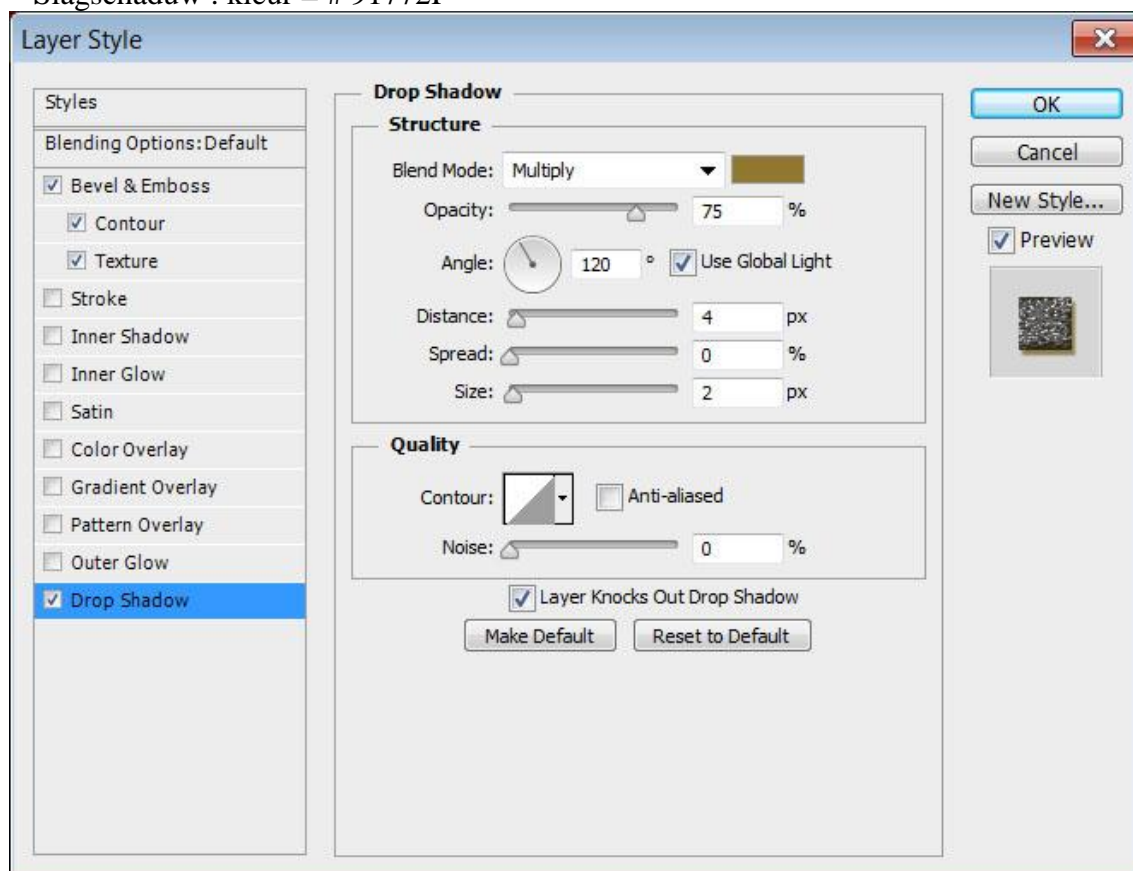 Slagschaduw : kleur = # 91772F
Layer Style
Styles
Blending Options:Default
Bevel & Emboss
Contour
Texture
Stroke
Inner Shadow
Inner Glow
Satin
Color Overlay
Gradient Overlay
Pattern Overlay
Outer Glow
Drop Shadow
Drop Shadow
Structure
Blend Mode: Multiply
Opacity: 75 %
Angle: 120 ° Use Global Light
Distance: 4 px
Spread: 0 %
Size: 2 px
Quality
Contour: Anti-aliased
Noise: 0 %
Layer Knocks Out Drop Shadow
Make Default Reset to Default
OK
Cancel
New Style...
Preview